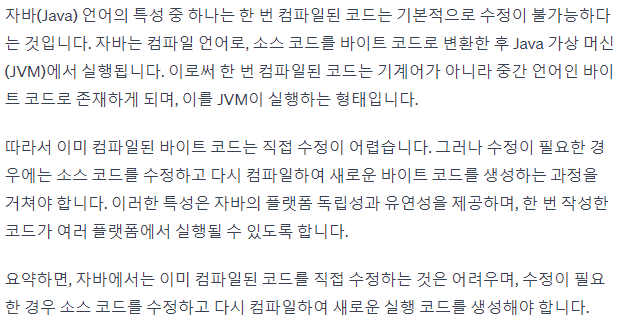 자바(Java) 언어의 특성 중 하나는 한 번 컴파일된 코드는 기본적으로 수정이 불가능하다
는 것입니다. 자바는 컴파일 언어로, 소스 코드를 바이트 코드로 변환한 후 Java 가상 머신
(JVM)에서 실행됩니다. 이로써 한 번 컴파일된 코드는 기계어가 아니라 중간 언어인 바이
트 코드로 존재하게 되며, 이를 JVM이 실행하는 형태입니다.
따라서 이미 컴파일된 바이트 코드는 직접 수정이 어렵습니다. 그러나 수정이 필요한 경
우에는 소스 코드를 수정하고 다시 컴파일하여 새로운 바이트 코드를 생성하는 과정을
거쳐야 합니다. 이러한 특성은 자바의 플랫폼 독립성과 유연성을 제공하며, 한 번 작성한
코드가 여러 플랫폼에서 실행될 수 있도록 합니다.
요약하면, 자바에서는 이미 컴파일된 코드를 직접 수정하는 것은 어려우며, 수정이 필요
한 경우 소스 코드를 수정하고 다시 컴파일하여 새로운 실행 코드를 생성해야 합니다.